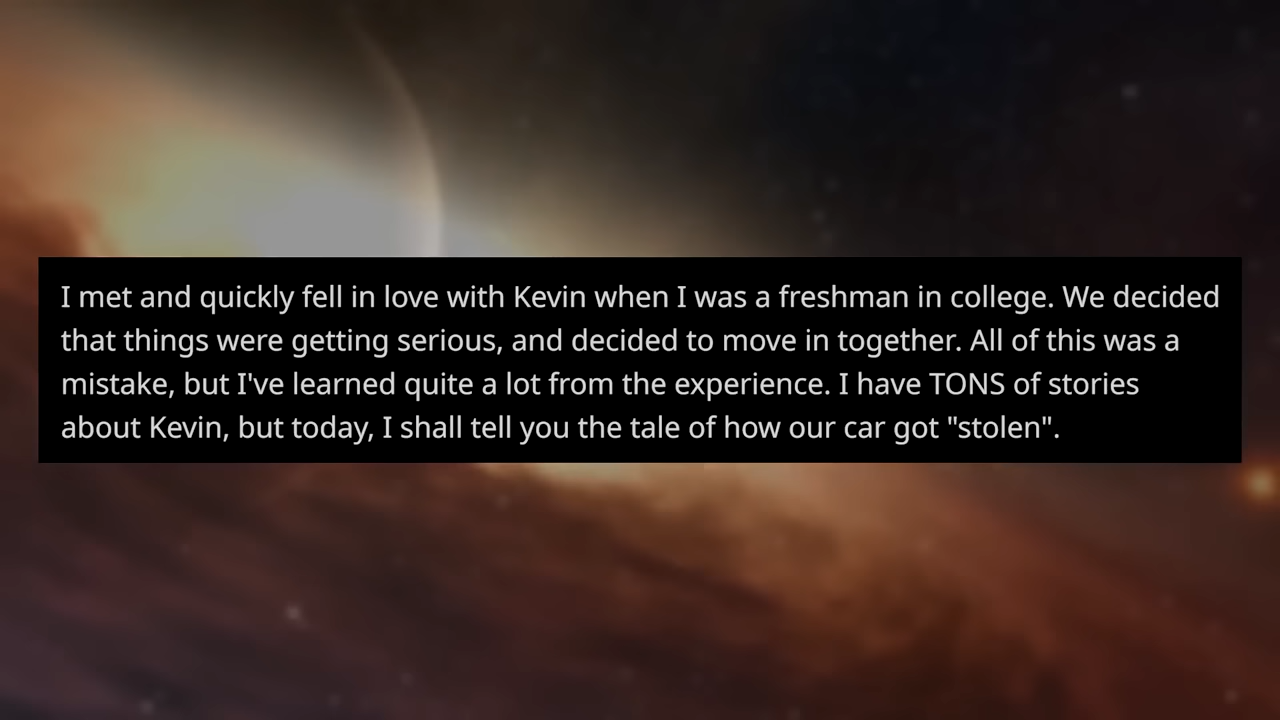 I met and quickly fell in love with Kevin when I was a freshman in college. We decided
that things were getting serious, and decided to move in together. All of this was a
mistake, but I've learned quite a lot from the experience. I have TONS of stories
about Kevin, but today, I shall tell you the tale of how our car got "stolen".